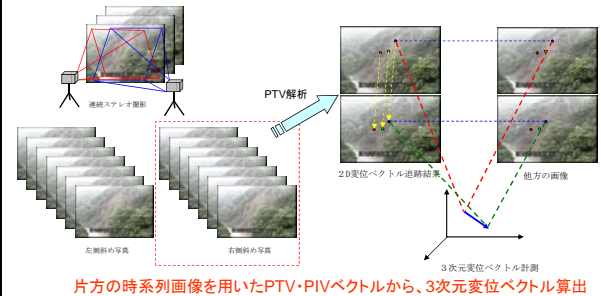 連続ステレオ撮影
PTV解析
2D変位ベクトル追跡結果
他方の画像
左側斜め写真
右側斜め写真
3次元変位ベクトル計測
片方の時系列画像を用いたPTV・PIVベクトルから、3次元変位ベクトル算出